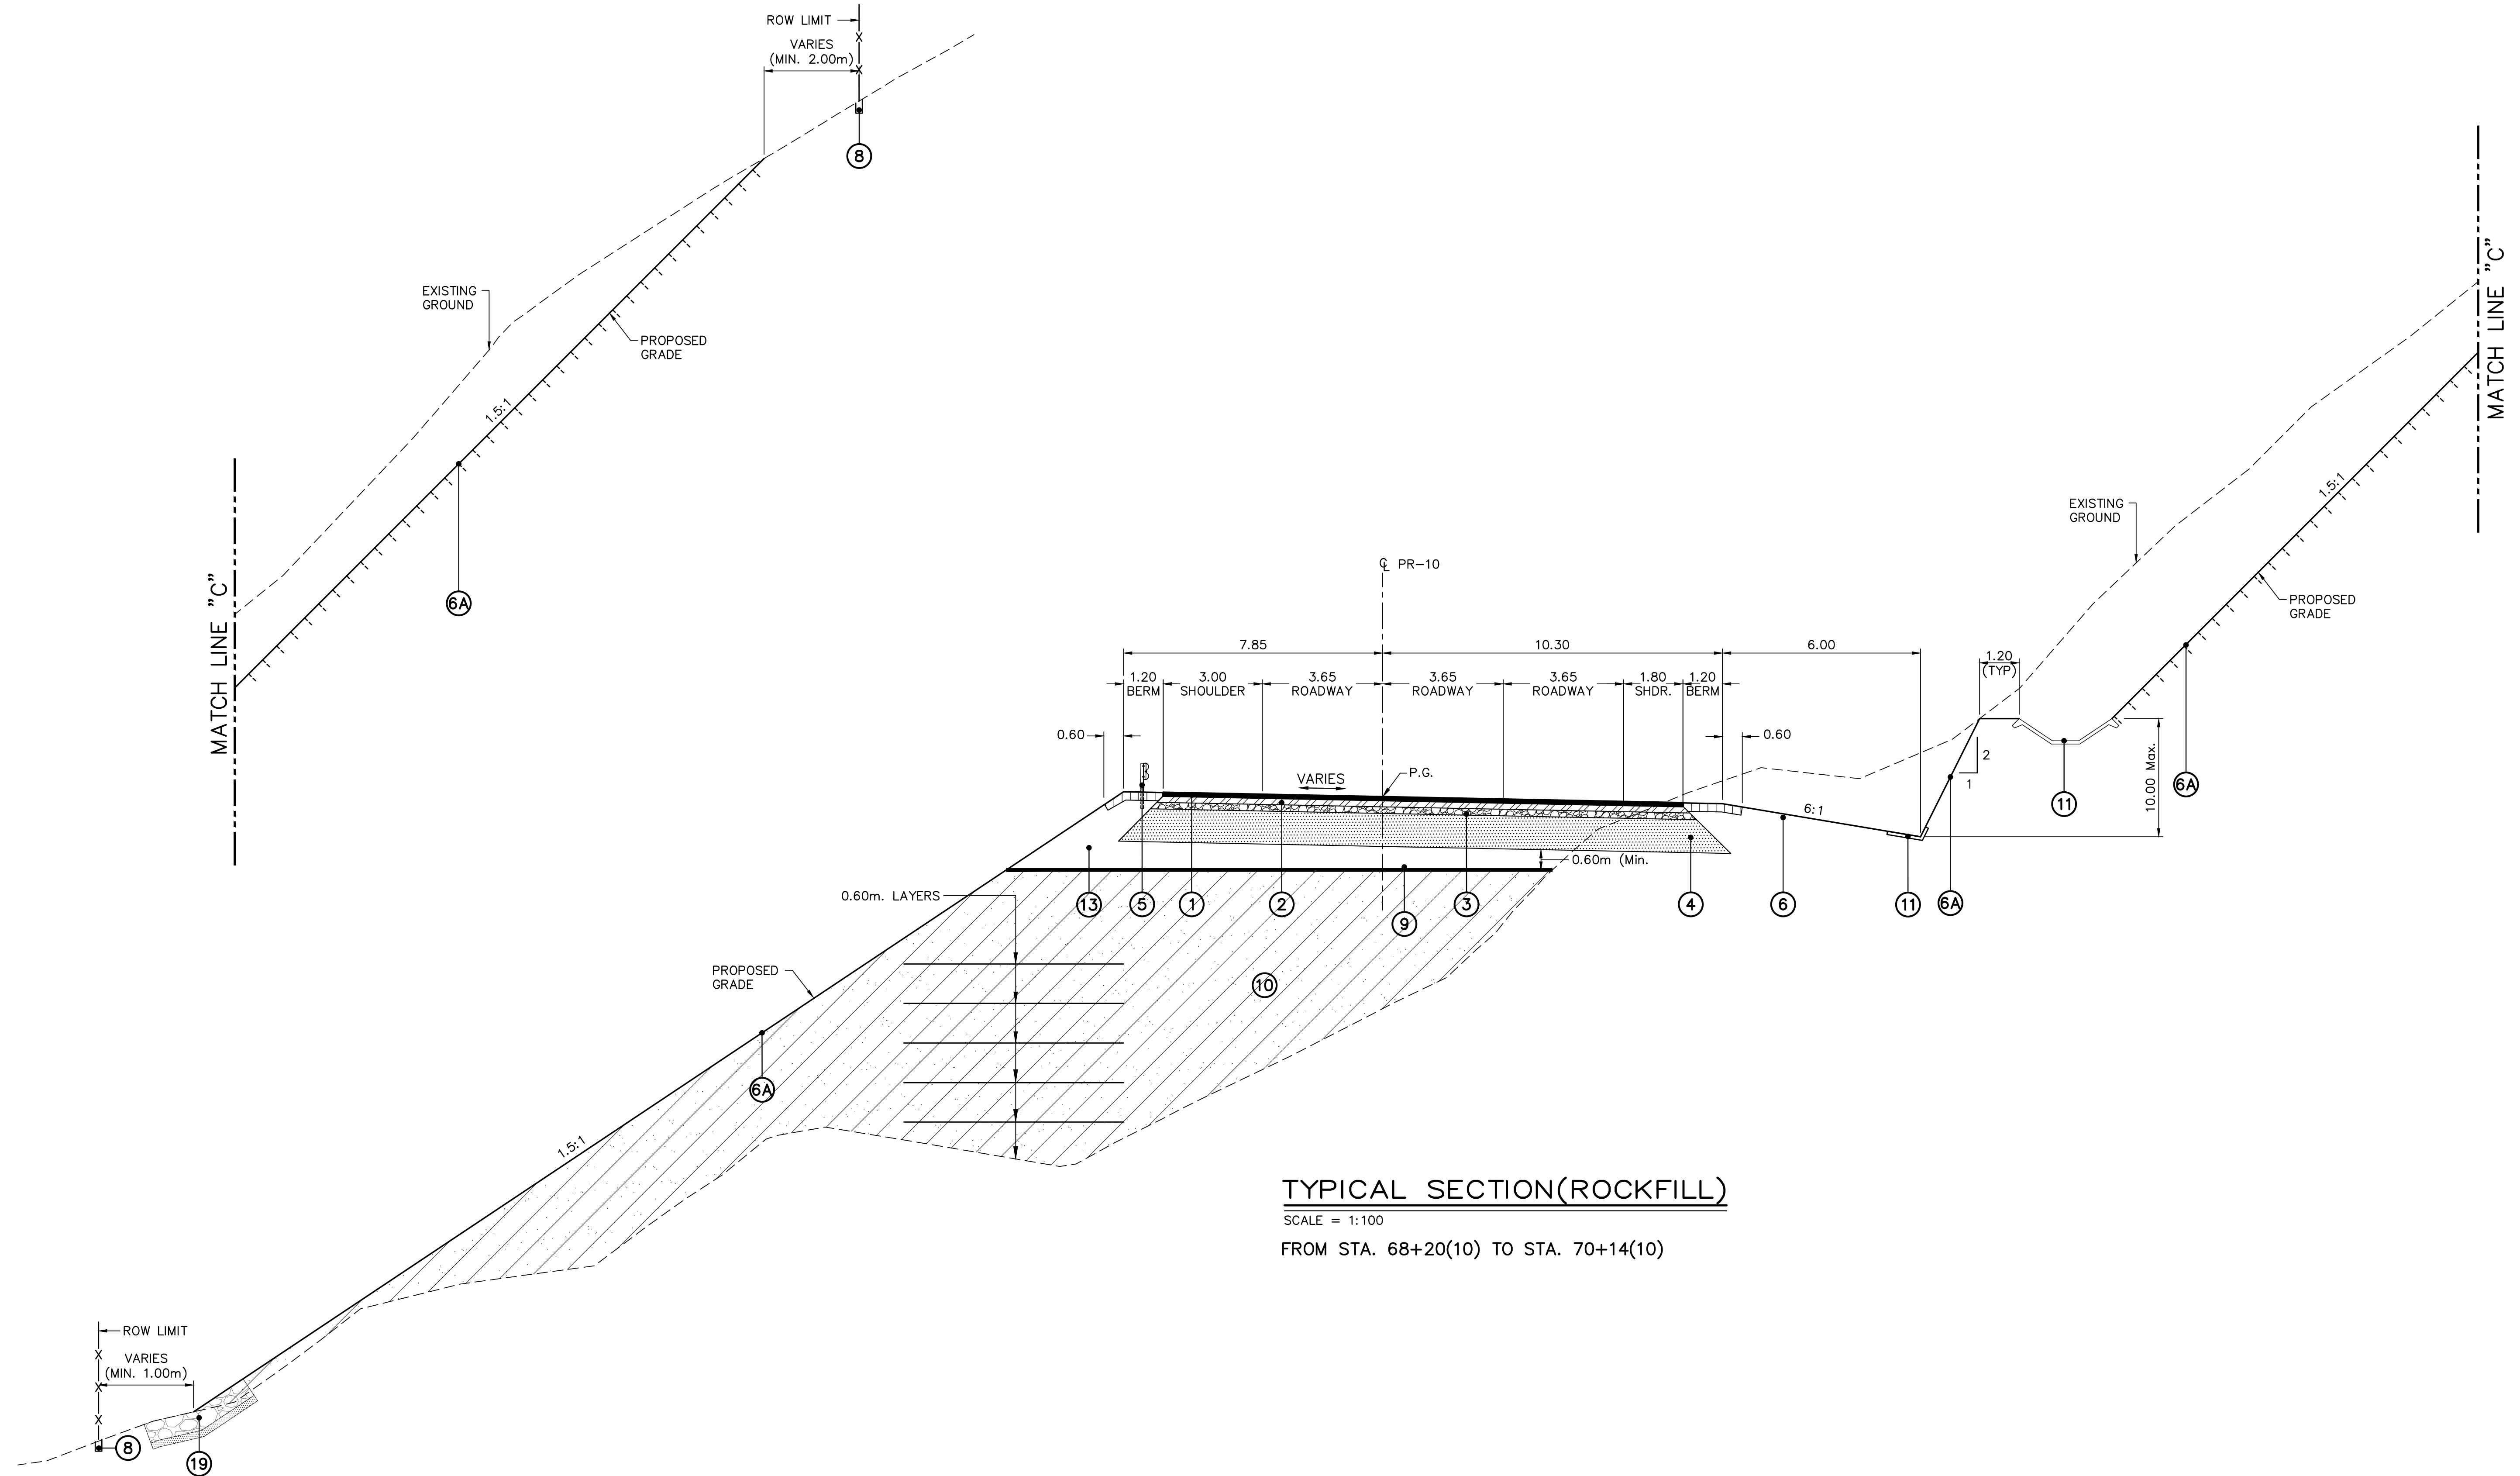 ROW LIMIT
VARIES
(MIN. 2.00m)
8
EXISTING
GROUND
PROPOSED
GRADE
1.5:1
6A
MATCH LINE "C"
MATCH LINE "C"
EXISTING
GROUND
1.5:1
PROPOSED
GRADE
6A
℄ PR-10
7.85
10.30
6.00
1.20
(TYP)
1.20
BERM
3.00
SHOULDER
3.65
ROADWAY
3.65
ROADWAY
3.65
ROADWAY
1.80
SHDR.
1.20
BERM
0.60
0.60
VARIES
P.G.
2
1
10.00 Max.
11
6:1
0.60m (Min.
0.60m. LAYERS
13
5
1
2
9
3
4
6
11
6A
PROPOSED
GRADE
10
6A
1.5:1
TYPICAL SECTION(ROCKFILL)
SCALE = 1:100
FROM STA. 68+20(10) TO STA. 70+14(10)
ROW LIMIT
VARIES
(MIN. 1.00m)
8
19